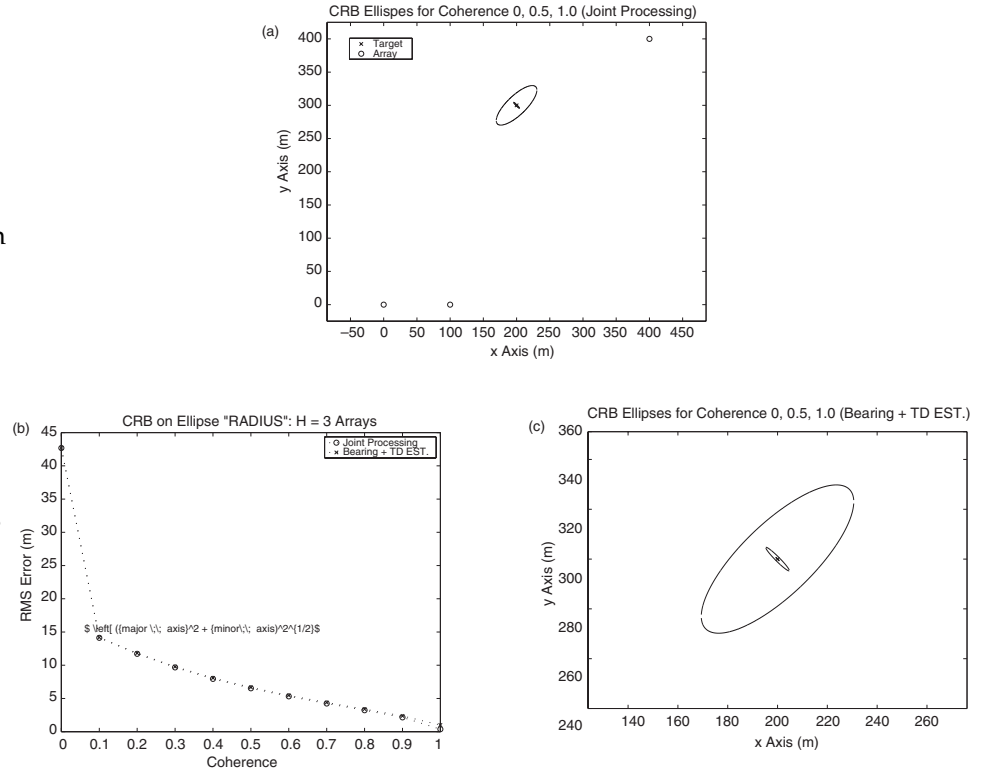 CRB Ellispes for Coherence 0, 0.5, 1.0 (Joint Processing)
(a)
Target
Array
400
350
300
250
200
150
100
50
0
y Axis (m)
−50 0 50 100 150 200 250 300 350 400 450
x Axis (m)
(b)
CRB on Ellipse "RADIUS": H = 3 Arrays
Joint Processing
Bearing + TD EST.
45
40
35
30
25
20
15
10
5
0
RMS Error (m)
$ \left[ ({major \;\; axis}^2 + {minor\;\; axis)^2^{1/2}$
0 0.1 0.2 0.3 0.4 0.5 0.6 0.7 0.8 0.9 1
Coherence
(c)
CRB Ellipses for Coherence 0, 0.5, 1.0 (Bearing + TD EST.)
360
340
320
300
280
260
240
y Axis (m)
140 160 180 200 220 240 260
x Axis (m)